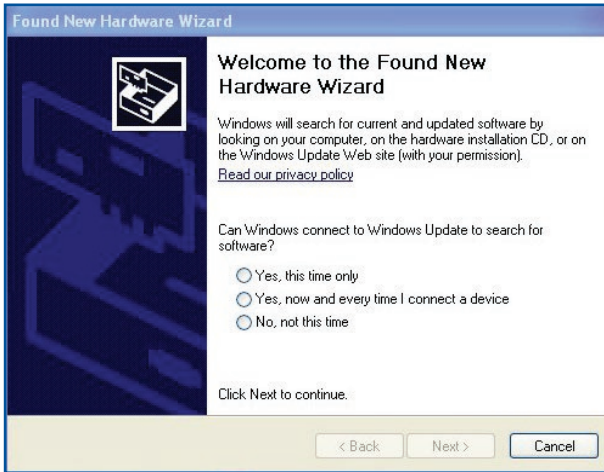 Found New Hardware Wizard
Welcome to the Found New
Hardware Wizard
Windows will search for current and updated software by
looking on your computer, on the hardware installation CD, or on
the Windows Update Web site (with your permission).
Read our privacy policy
Can Windows connect to Windows Update to search for
software?
Yes, this time only
Yes, now and every time I connect a device
No, not this time
Click Next to continue.
< Back
Next >
Cancel